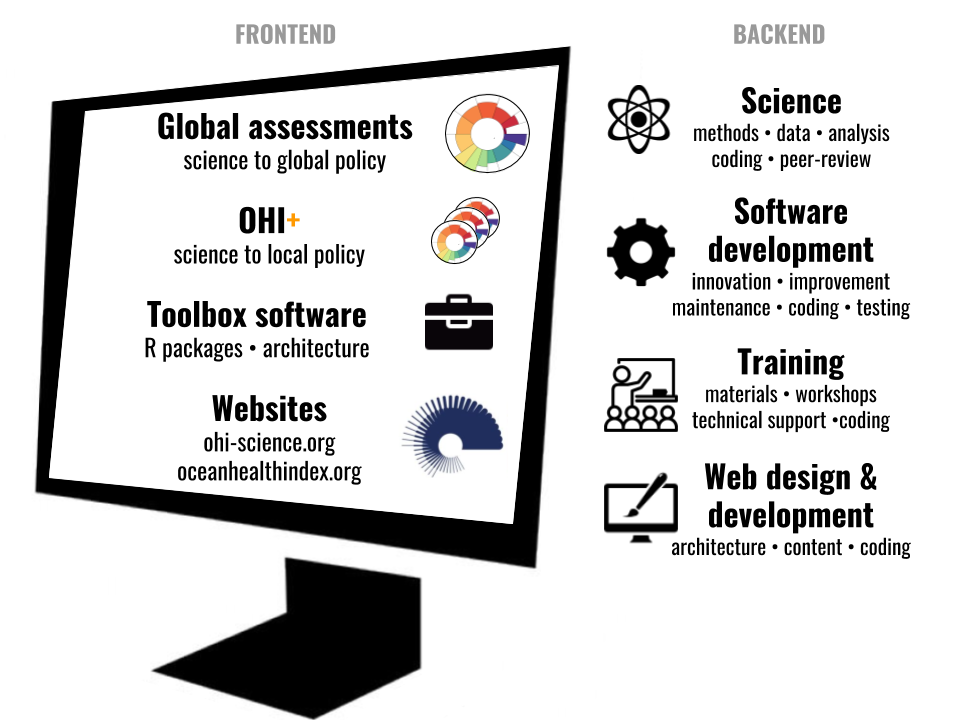 FRONTEND
Global assessments
science to global policy
OHI+
science to local policy
Toolbox software
R packages • architecture
Websites
ohi-science.org
oceanhealthindex.org
BACKEND
Science
methods • data • analysis
coding • peer-review
Software
development
innovation • improvement
maintenance • coding • testing
Training
materials • workshops
technical support •coding
Web design &
development
architecture • content • coding